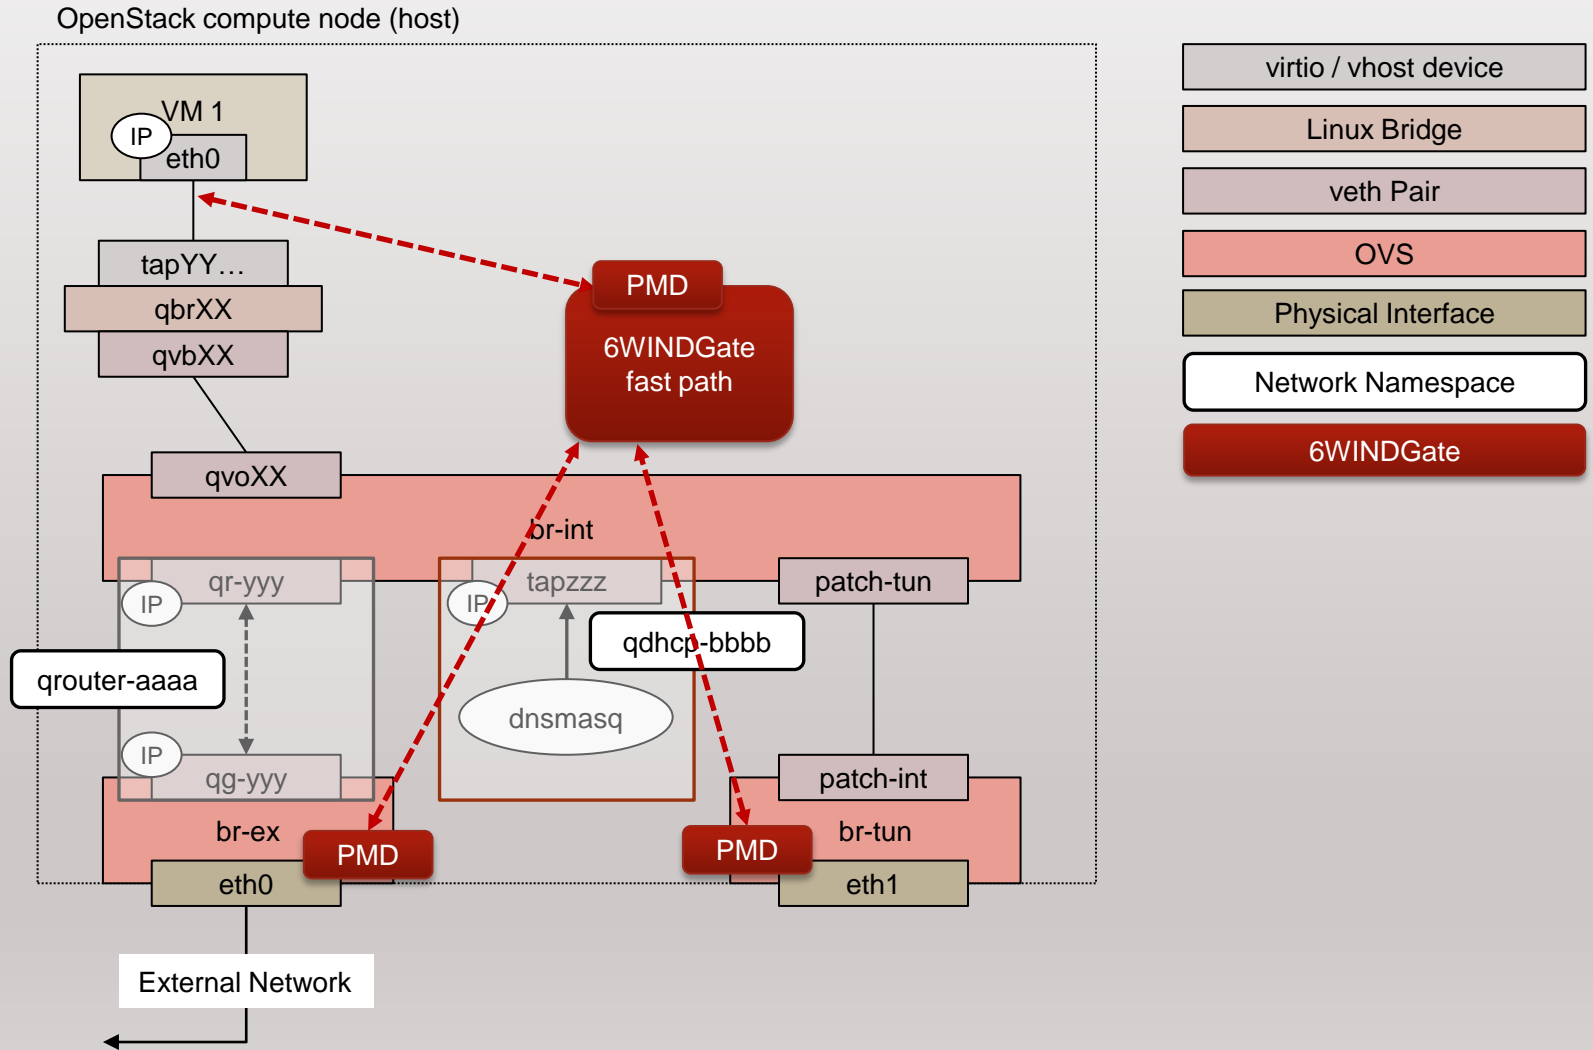 OpenStack compute node (host)
VM 1
IP
eth0
tapYY…
qbrXX
qvbXX
PMD
6WINDGate
fast path
qvoXX
br-int
qr-yyy
IP
tapzzz
IP
patch-tun
qrouter-aaaa
qdhcp-bbbb
dnsmasq
IP
qg-yyy
patch-int
br-ex
PMD
eth0
PMD
br-tun
eth1
External Network
virtio / vhost device
Linux Bridge
veth Pair
OVS
Physical Interface
Network Namespace
6WINDGate